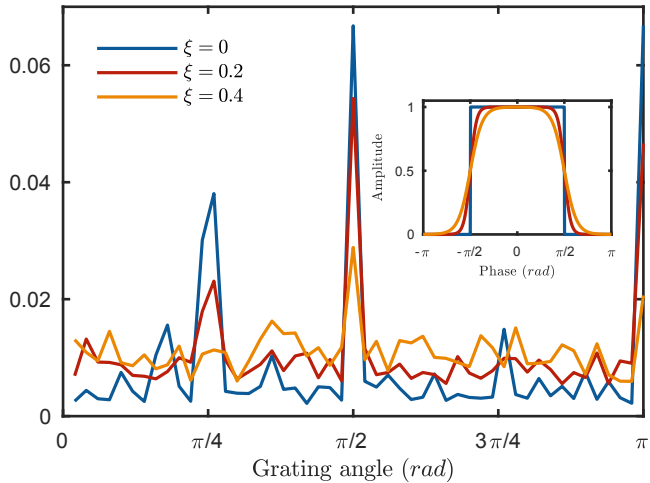 0.06
0.04
0.02
0
ξ = 0
ξ = 0.2
ξ = 0.4
0 π/4 π/2 3π/4 π
Grating angle (rad)
1
0.5
0
Amplitude
-π -π/2 0 π/2 π
Phase (rad)